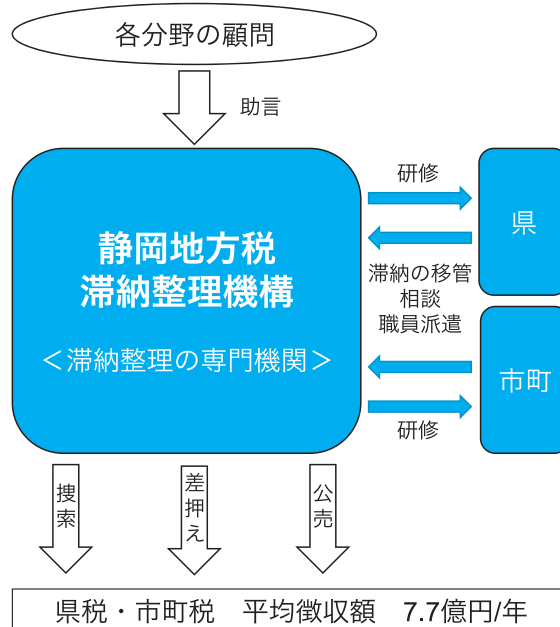 各分野の顧問
助言
静岡地方税
滞納整理機構
＜滞納整理の専門機関＞
研修
県
滞納の移管
相談
職員派遣
市町
研修
捜索
差押え
公売
県税・市町税　平均徴収額　7.7億円/年